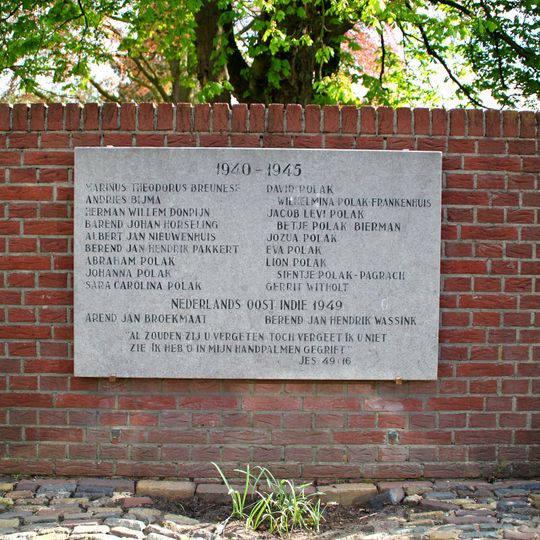 1940 - 1945
MARINUS THEODORUS BREUNESE
ANDRIES BIJMA
HERMAN WILLEM DONRIJN
BAREND JOHAN HORSELING
ALBERT JAN NIEUWENHUIS
BEREND JAN HENDRIK PAKKERT
ABRAHAM POLAK
JOHANNA POLAK
SARA CAROLINA POLAK
DAVID POLAK
WILHELMINA POLAK-FRANKENHUIS
JACOB LEVI POLAK
BETJE POLAK-BIERMAN
JOZUA POLAK
EVA POLAK
LION POLAK
SIENTJE POLAK-PAGRACH
GERRIT WITHOLT
NEDERLANDS OOST INDIE 1949
AREND JAN BROEKMAAT
BEREND JAN HENDRIK WASSINK
"AL ZOUDEN ZIJ U VERGETEN TOCH VERGEET IK U NIET
ZIE IK HEB U IN MIJN HANDPALMEN GEGRIFT"
JES. 49:16